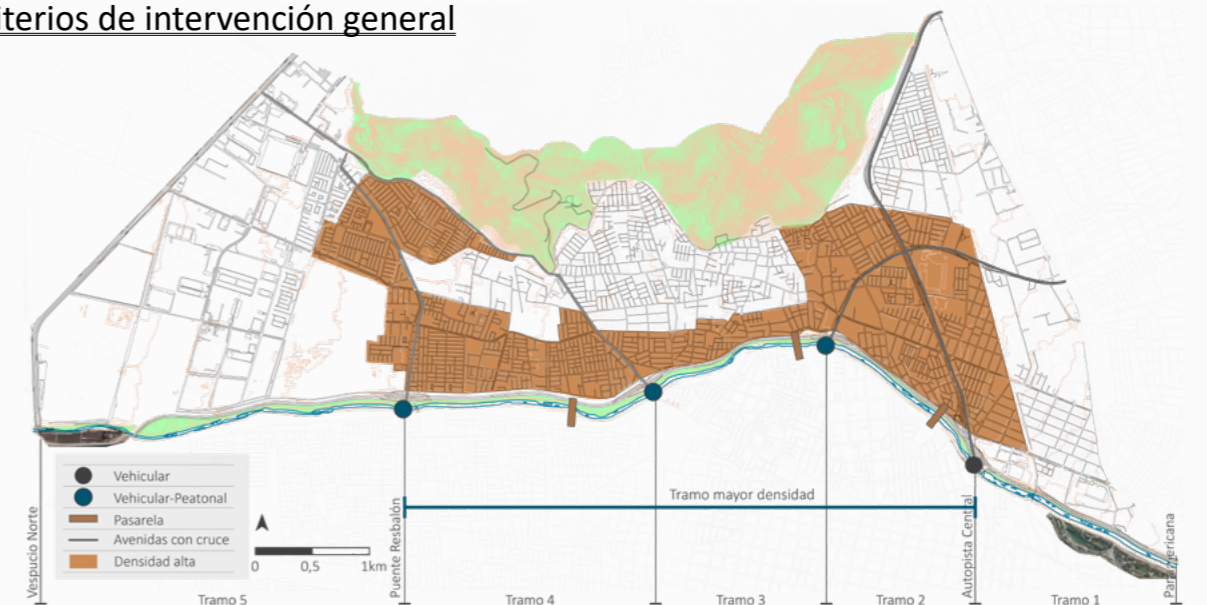 iterios de intervención general
Vehicular
Vehicular-Peatonal
Pasarela
Avenidas con cruce
Densidad alta
0 0,5 1km
Tramo mayor densidad
Vespucio Norte
Puente Resbalón
Autopista Central
Tramo 5
Tramo 4
Tramo 3
Tramo 2
Tramo 1